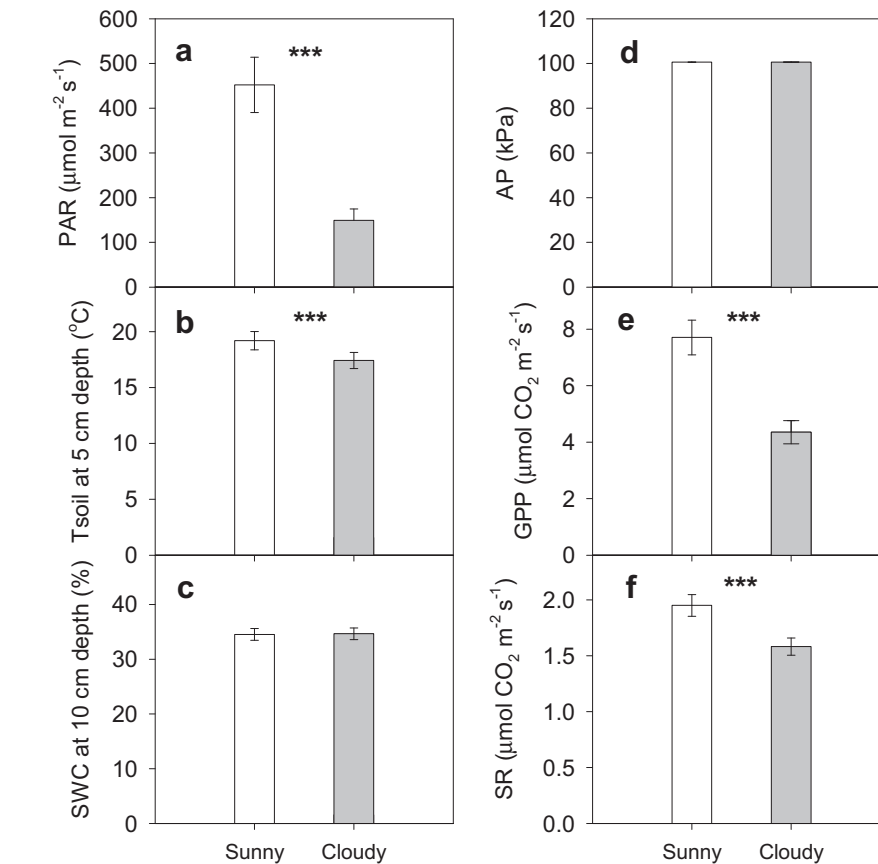 PAR (µmol m⁻² s⁻¹)
600
500
400
300
200
100
0
a
***
Tsoil at 5 cm depth (°C)
20
15
10
5
0
b
***
SWC at 10 cm depth (%)
40
30
20
10
0
c
Sunny Cloudy
AP (kPa)
120
100
80
60
40
20
0
d
GPP (µmol CO₂ m⁻² s⁻¹)
8
6
4
2
0
e
***
SR (µmol CO₂ m⁻² s⁻¹)
2.0
1.5
1.0
0.5
0.0
f
***
Sunny Cloudy